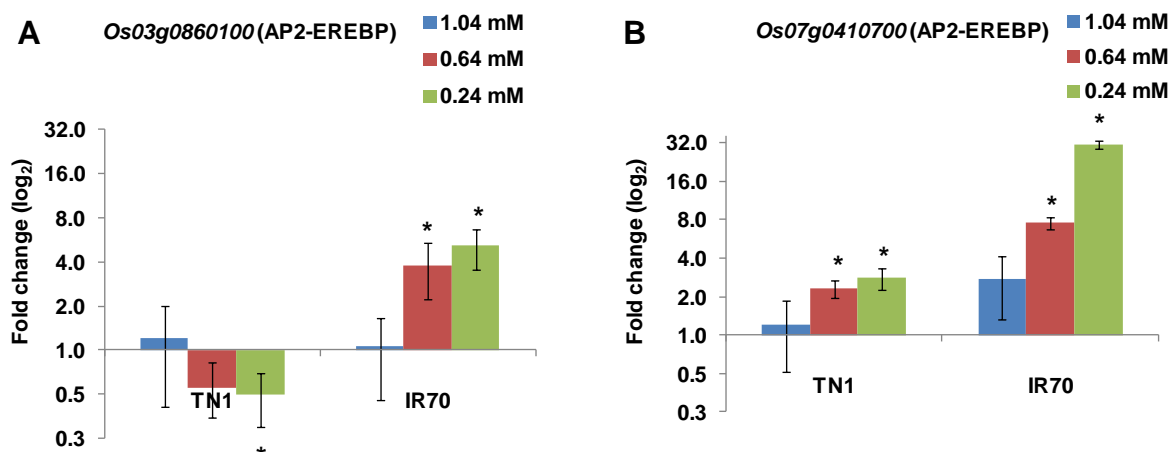 A
Os03g0860100 (AP2-EREBP)
1.04 mM
0.64 mM
0.24 mM
Fold change (log2)
32.0
16.0
8.0
4.0
2.0
1.0
0.5
0.3
* *
*
TN1 IR70
B
Os07g0410700 (AP2-EREBP)
1.04 mM
0.64 mM
0.24 mM
Fold change (log2)
32.0
16.0
8.0
4.0
2.0
1.0
0.5
0.3
* * * *
TN1 IR70